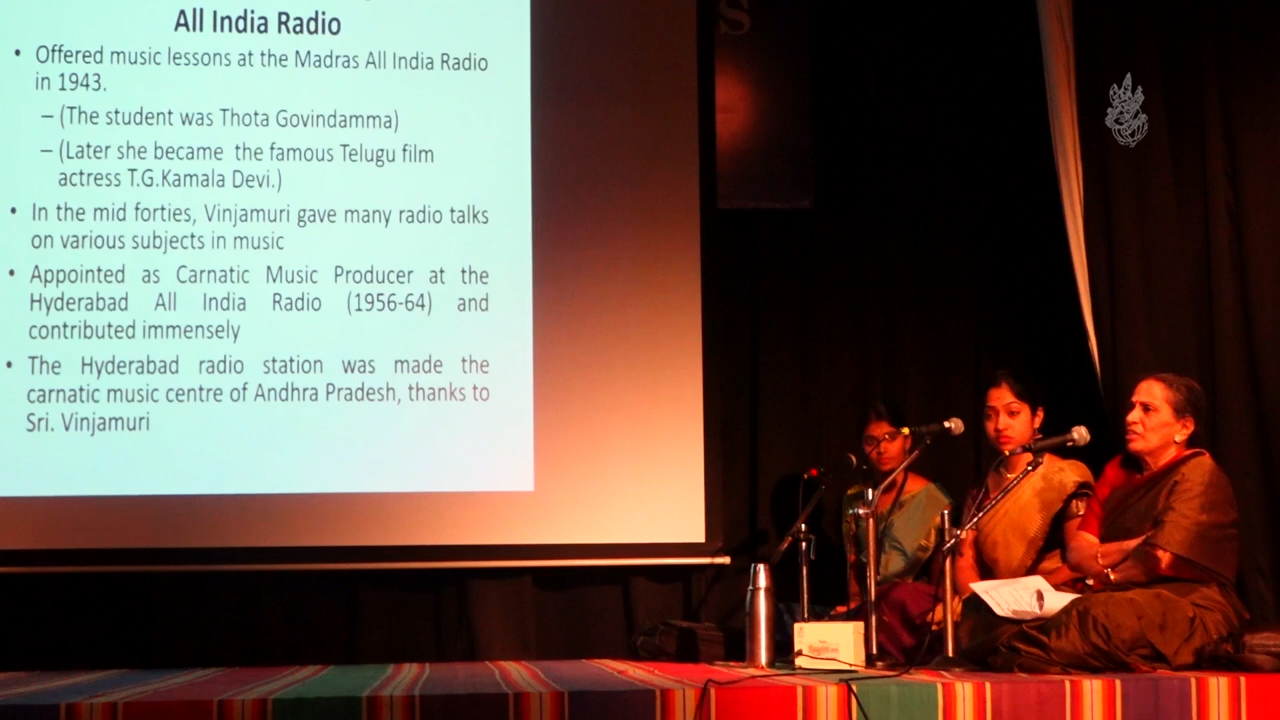 All India Radio
• Offered music lessons at the Madras All India Radio
in 1943.
– (The student was Thota Govindamma)
– (Later she became the famous Telugu film
actress T.G.Kamala Devi.)
• In the mid forties, Vinjamuri gave many radio talks
on various subjects in music
• Appointed as Carnatic Music Producer at the
Hyderabad All India Radio (1956-64) and
contributed immensely
• The Hyderabad radio station was made the
carnatic music centre of Andhra Pradesh, thanks to
Sri. Vinjamuri
S